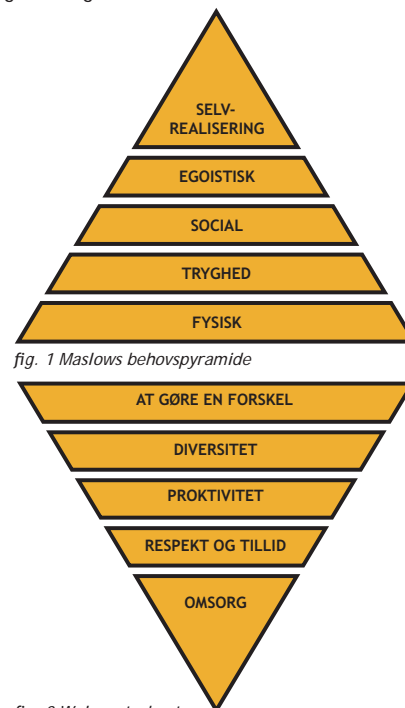 SELV-
REALISERING
EGOISTISK
SOCIAL
TRYGHED
FYSISK
fig. 1 Maslows behovspyramide
AT GØRE EN FORSKEL
DIVERSITET
PROKTIVITET
RESPEKT OG TILLID
OMSORG